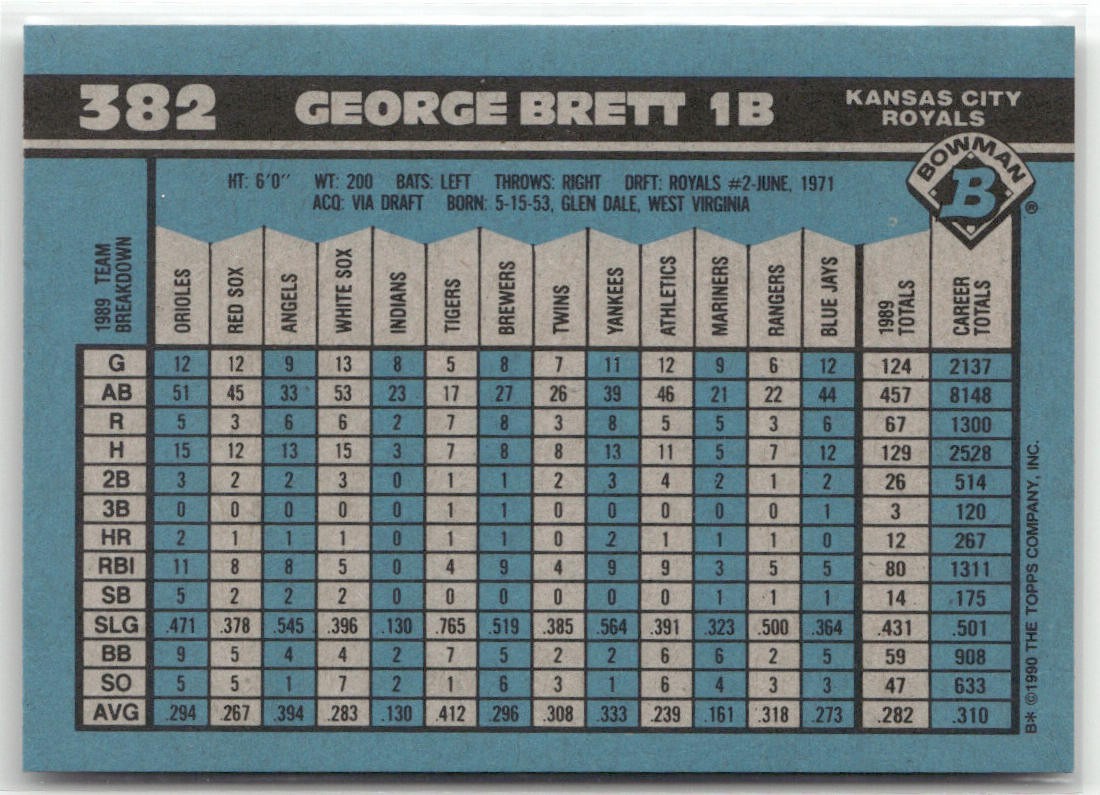 382 GEORGE BRETT 1B KANSAS CITY ROYALS
BOWMAN B ®
HT: 6'0" WT: 200 BATS: LEFT THROWS: RIGHT DRFT: ROYALS #2-JUNE, 1971
ACQ: VIA DRAFT BORN: 5-15-53, GLEN DALE, WEST VIRGINIA
1989 TEAM BREAKDOWN ORIOLES RED SOX ANGELS WHITE SOX INDIANS TIGERS BREWERS TWINS YANKEES ATHLETICS MARINERS RANGERS BLUE JAYS 1989 TOTALS CAREER TOTALS
G 12 12 9 13 8 5 8 7 11 12 9 6 12 124 2137
AB 51 45 33 53 23 17 27 26 39 46 21 22 44 457 8148
R 5 3 6 6 2 7 8 3 8 5 5 3 6 67 1300
H 15 12 13 15 3 7 8 8 13 11 5 7 12 129 2528
2B 3 2 2 3 0 1 1 2 3 4 2 1 2 26 514
3B 0 0 0 0 0 1 1 0 0 0 0 0 1 3 120
HR 2 1 1 1 0 1 1 0 2 1 1 1 0 12 267
RBI 11 8 8 5 0 4 9 4 9 9 3 5 5 80 1311
SB 5 2 2 2 0 0 0 0 0 0 1 1 1 14 175
SLG .471 .378 .545 .396 .130 .765 .519 .385 .564 .391 .323 .500 .364 .431 .501
BB 9 5 4 4 2 7 5 2 2 6 6 2 5 59 908
SO 5 5 1 7 2 1 6 3 1 6 4 3 3 47 633
AVG .294 .267 .394 .283 .130 .412 .296 .308 .333 .239 .161 .318 .273 .282 .310
B* ©1990 THE TOPPS COMPANY, INC.